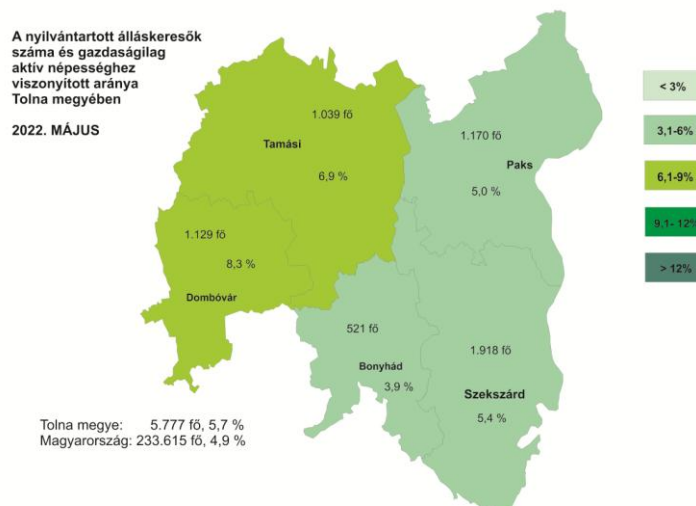 A nyilvántartott álláskeresők
száma és gazdaságilag
aktív népességhez
viszonyított aránya
Tolna megyében
2022. MÁJUS
1.039 fő
Tamási
6,9 %
1.170 fő
Paks
5,0 %
1.129 fő
8,3 %
Dombóvár
521 fő
Bonyhád
3,9 %
1.918 fő
Szekszárd
5,4 %
Tolna megye: 5.777 fő, 5,7 %
Magyarország: 233.615 fő, 4,9 %
< 3%
3,1-6%
6,1-9%
9,1- 12%
> 12%